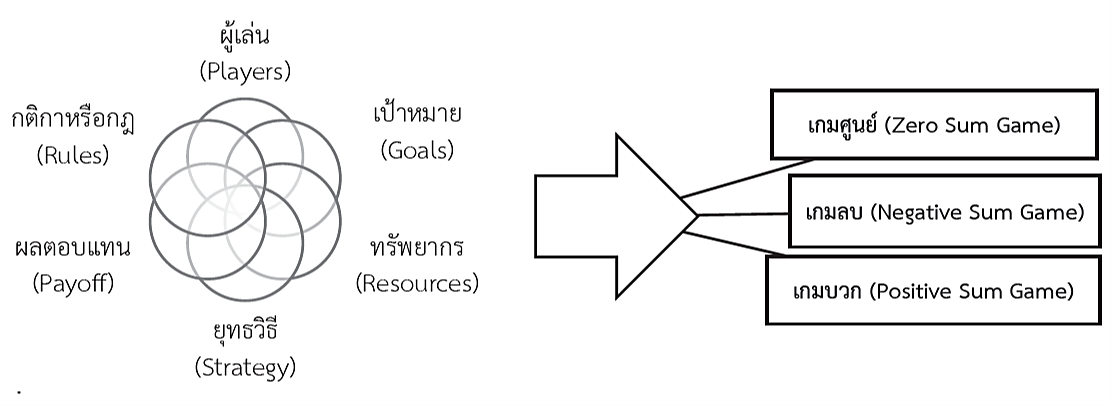 ผู้เล่น
(Players)
กติกาหรือกฎ
(Rules)
เป้าหมาย
(Goals)
ผลตอบแทน
(Payoff)
ทรัพยากร
(Resources)
ยุทธวิธี
(Strategy)
เกมศูนย์ (Zero Sum Game)
เกมลบ (Negative Sum Game)
เกมบวก (Positive Sum Game)